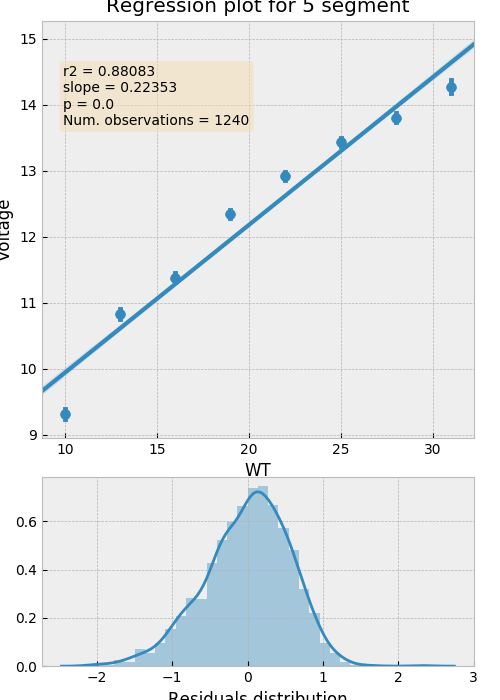 Regression plot for 5 segment
15
14
13
12
11
10
9
r2 = 0.88083
slope = 0.22353
p = 0.0
Num. observations = 1240
Voltage
10 15 20 25 30
WT
0.6
0.4
0.2
0.0
−2 −1 0 1 2 3
Residuals distribution